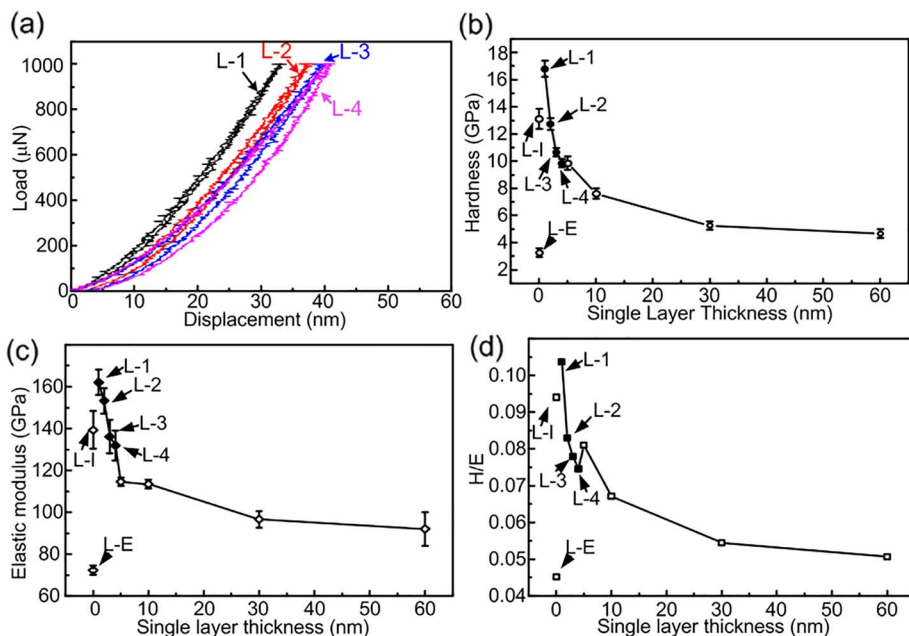 (a)
L-1
L-2
L-3
L-4
1000
800
600
400
200
0
Load (μN)
0 10 20 30 40 50 60
Displacement (nm)
(b)
L-1
L-2
L-I
L-3
L-4
L-E
18
16
14
12
10
8
6
4
2
Hardness (GPa)
0 10 20 30 40 50 60
Single Layer Thickness (nm)
(c)
L-1
L-2
L-3
L-I
L-4
L-E
160
140
120
100
80
60
Elastic modulus (GPa)
0 10 20 30 40 50 60
Single layer thickness (nm)
(d)
L-1
L-I
L-2
L-3
L-4
L-E
0.10
0.09
0.08
0.07
0.06
0.05
0.04
H/E
0 10 20 30 40 50 60
Single layer thickness (nm)